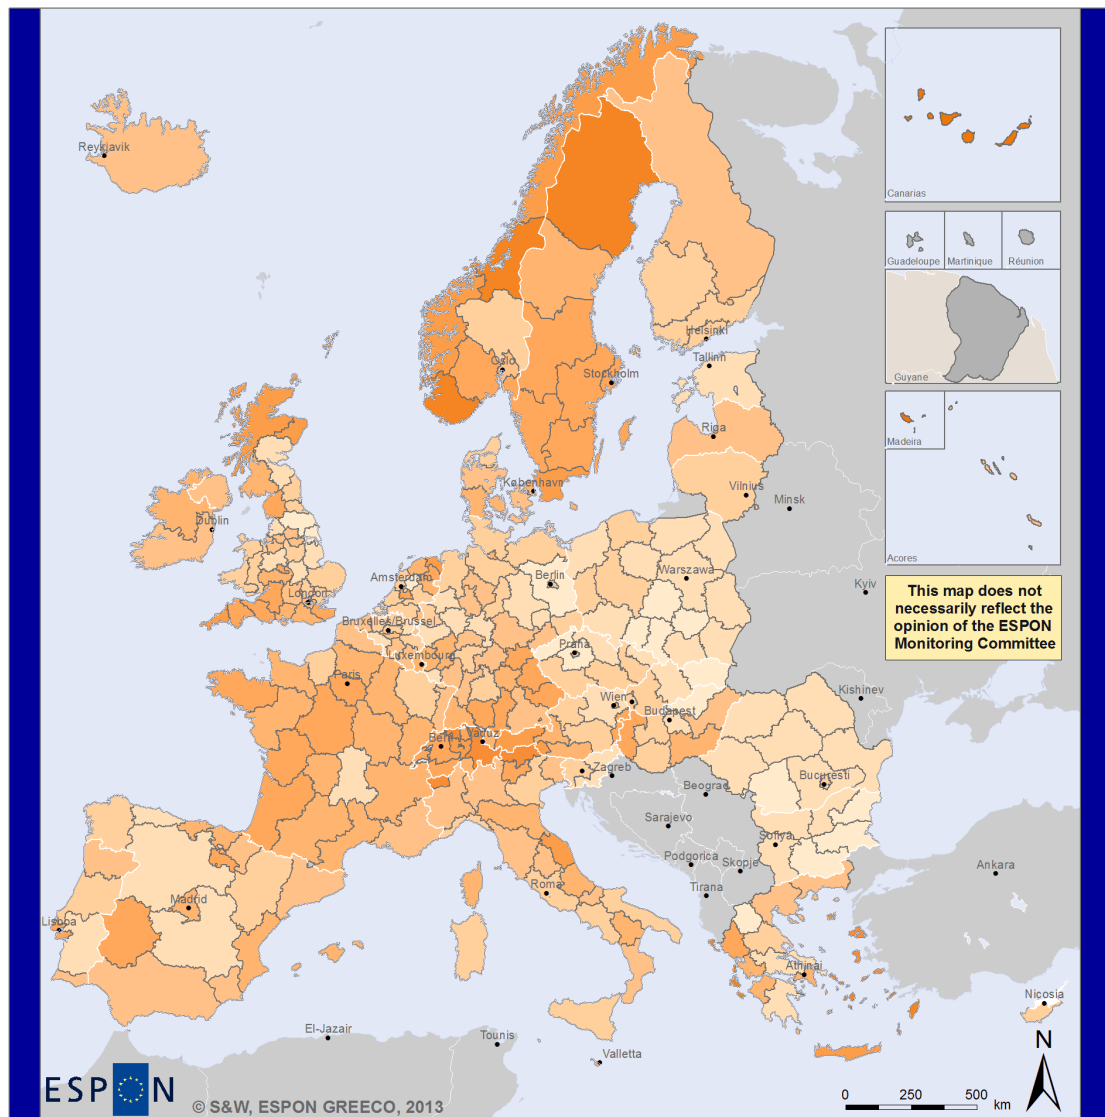 Reykjavik
Canarias
Guadeloupe
Martinique
Réunion
Guyane
Madeira
Acores
Helsinki
Tallinn
Oslo
Stockholm
Riga
København
Vilnius
Minsk
Dublin
Amsterdam
Berlin
Warszawa
London
Kyiv
Bruxelles/Brussel
Luxembourg
Praha
Paris
Wien
Kishinev
Bern
Vaduz
Budapest
Zagreb
Bucuresti
Beograd
Sarajevo
Sofiya
Podgorica
Skopje
Tirana
Ankara
Roma
Madrid
Lisboa
Athinai
Nicosia
El-Jazair
Tounis
Valletta
This map does not
necessarily reflect the
opinion of the ESPON
Monitoring Committee
N
0 250 500 km
ESPON
© S&W, ESPON GREECO, 2013